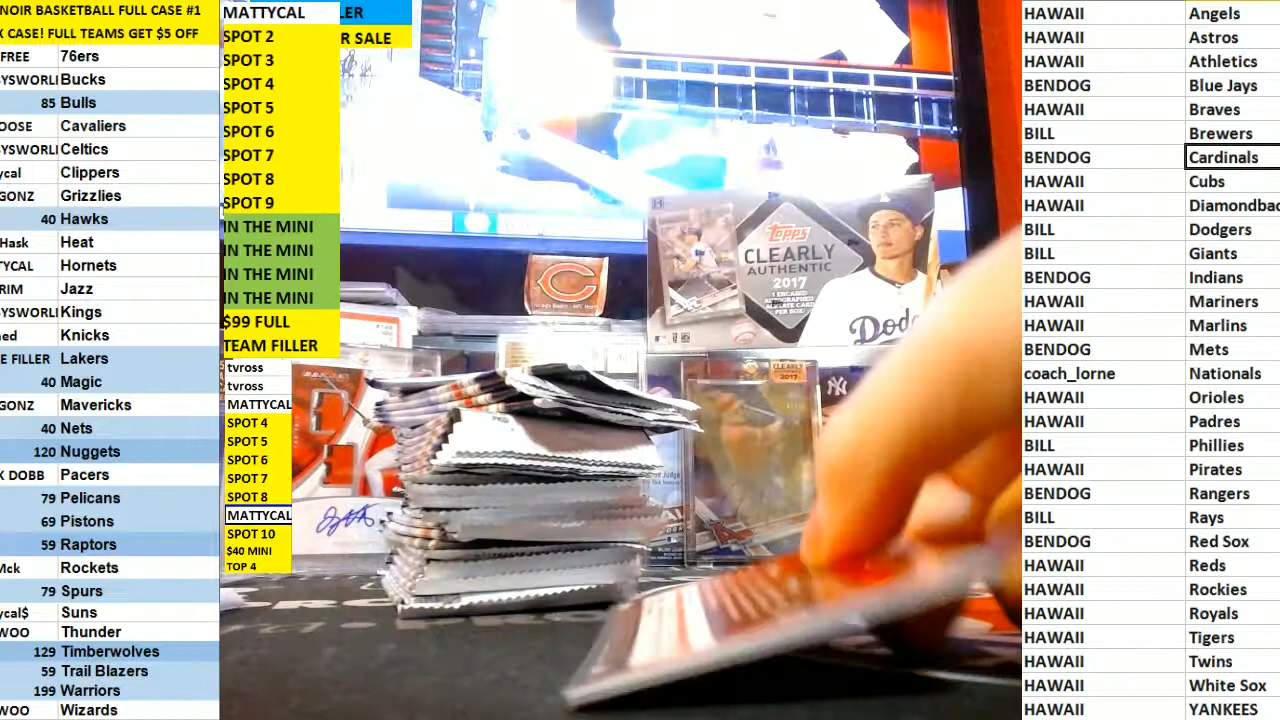 NOIR BASKETBALL FULL CASE #1
X CASE! FULL TEAMS GET $5 OFF
FREE 76ers
YSWORL Bucks
85 Bulls
OOSE Cavaliers
YSWORL Celtics
ycal Clippers
GONZ Grizzlies
40 Hawks
Hask Heat
TYCAL Hornets
RIM Jazz
YSWORL Kings
ed Knicks
E FILLER Lakers
40 Magic
GONZ Mavericks
40 Nets
120 Nuggets
X DOBB Pacers
79 Pelicans
69 Pistons
59 Raptors
Mck Rockets
79 Spurs
ycal$ Suns
WOO Thunder
129 Timberwolves
59 Trail Blazers
199 Warriors
WOO Wizards
MATTYCAL LER
SPOT 2 R SALE
SPOT 3
SPOT 4
SPOT 5
SPOT 6
SPOT 7
SPOT 8
SPOT 9
IN THE MINI
IN THE MINI
IN THE MINI
IN THE MINI
$99 FULL
TEAM FILLER
tvross
tvross
MATTYCAL
SPOT 4
SPOT 5
SPOT 6
SPOT 7
SPOT 8
MATTYCAL
SPOT 10
$40 MINI
TOP 4
Topps
CLEARLY
AUTHENTIC
2017
Dod
CLEARLY
2017
HAWAII Angels
HAWAII Astros
HAWAII Athletics
BENDOG Blue Jays
HAWAII Braves
BILL Brewers
BENDOG Cardinals
HAWAII Cubs
HAWAII Diamondbac
BILL Dodgers
BILL Giants
BENDOG Indians
HAWAII Mariners
HAWAII Marlins
BENDOG Mets
coach_lorne Nationals
HAWAII Orioles
HAWAII Padres
BILL Phillies
HAWAII Pirates
BENDOG Rangers
BILL Rays
BENDOG Red Sox
HAWAII Reds
HAWAII Rockies
HAWAII Royals
HAWAII Tigers
HAWAII Twins
HAWAII White Sox
HAWAII YANKEES